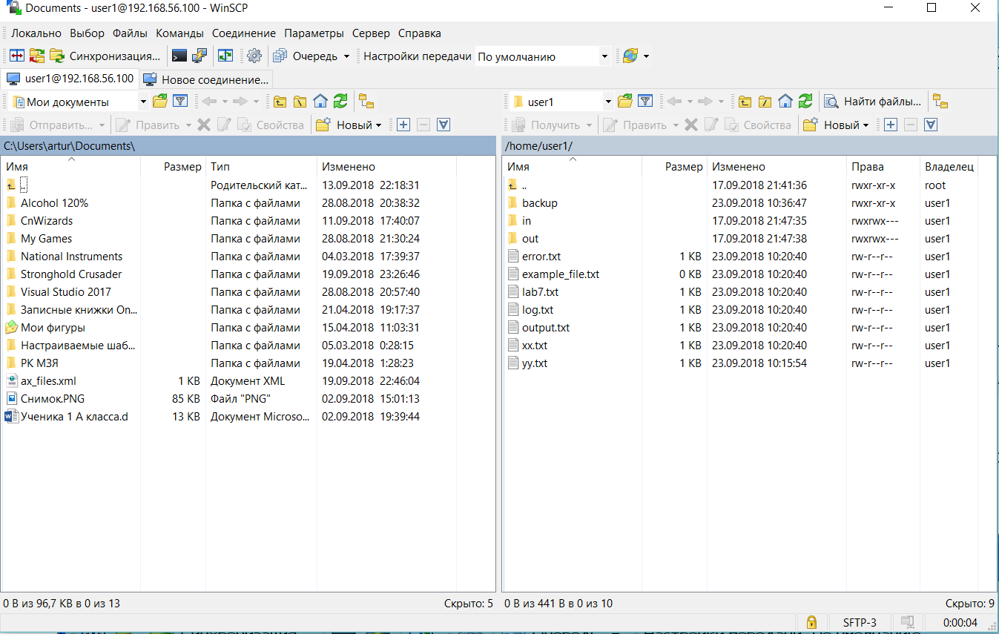 Documents - user1@192.168.56.100 - WinSCP
Локально Выбор Файлы Команды Соединение Параметры Сервер Справка
Синхронизация... Очередь Настройки передачи По умолчанию
user1@192.168.56.100 Новое соединение...
Мои документы user1 Найти файлы...
Отправить... Править Свойства Новый Получить Править Свойства Новый
C:\Users\artur\Documents\ /home/user1/
Имя Размер Тип Изменено Имя Размер Изменено Права Владелец
.. Родительский кат... 13.09.2018 22:18:31 .. 17.09.2018 21:41:36 rwxr-xr-x root
Alcohol 120% Папка с файлами 28.08.2018 20:38:32 backup 23.09.2018 10:36:47 rwxr-xr-x user1
CnWizards Папка с файлами 11.09.2018 17:40:07 in 17.09.2018 21:47:35 rwxrwx--- user1
My Games Папка с файлами 28.08.2018 21:30:24 out 17.09.2018 21:47:38 rwxrwx--- user1
National Instruments Папка с файлами 04.03.2018 17:39:37 error.txt 1 KB 23.09.2018 10:20:40 rw-r--r-- user1
Stronghold Crusader Папка с файлами 19.09.2018 23:26:46 example_file.txt 0 KB 23.09.2018 10:20:40 rw-r--r-- user1
Visual Studio 2017 Папка с файлами 28.08.2018 20:57:40 lab7.txt 1 KB 23.09.2018 10:20:40 rw-r--r-- user1
Записные книжки On... Папка с файлами 21.04.2018 19:17:37 log.txt 1 KB 23.09.2018 10:20:40 rw-r--r-- user1
Мои фигуры Папка с файлами 15.04.2018 11:03:31 output.txt 1 KB 23.09.2018 10:20:40 rw-r--r-- user1
Настраиваемые шаб... Папка с файлами 05.03.2018 0:28:15 xx.txt 1 KB 23.09.2018 10:20:40 rw-r--r-- user1
РК МЗЯ Папка с файлами 19.04.2018 1:28:23 yy.txt 1 KB 23.09.2018 10:15:54 rw-r--r-- user1
ax_files.xml 1 KB Документ XML 19.09.2018 22:46:04
Снимок.PNG 85 KB Файл "PNG" 02.09.2018 15:01:13
Ученика 1 А класса.d 13 KB Документ Microso... 02.09.2018 19:39:44
0 B из 96,7 KB в 0 из 13 Скрыто: 5 0 B из 441 B в 0 из 10 Скрыто: 9
SFTP-3 0:00:04